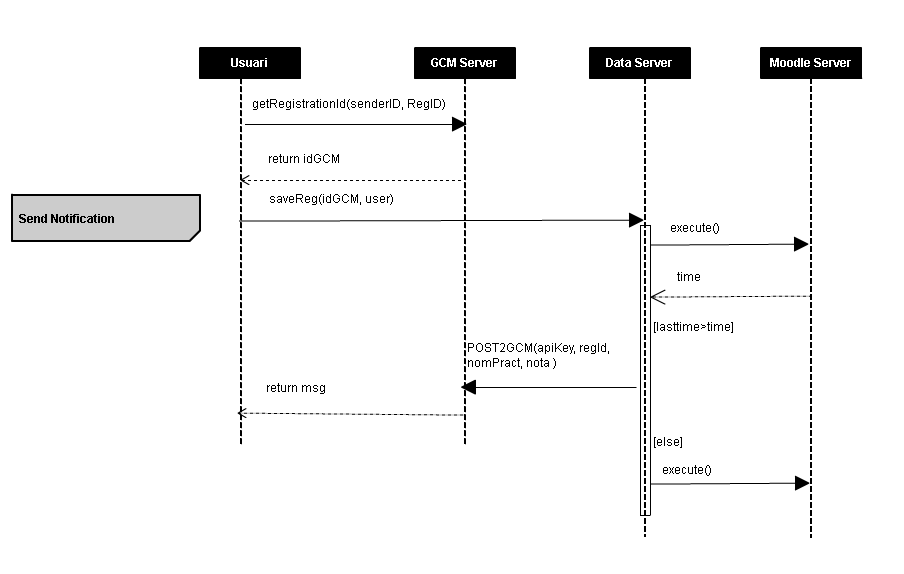 Usuari
GCM Server
Data Server
Moodle Server
getRegistrationId(senderID, RegID)
return idGCM
saveReg(idGCM, user)
Send Notification
execute()
time
[lasttime>time]
POST2GCM(apiKey, regId,
nomPract, nota )
return msg
[else]
execute()